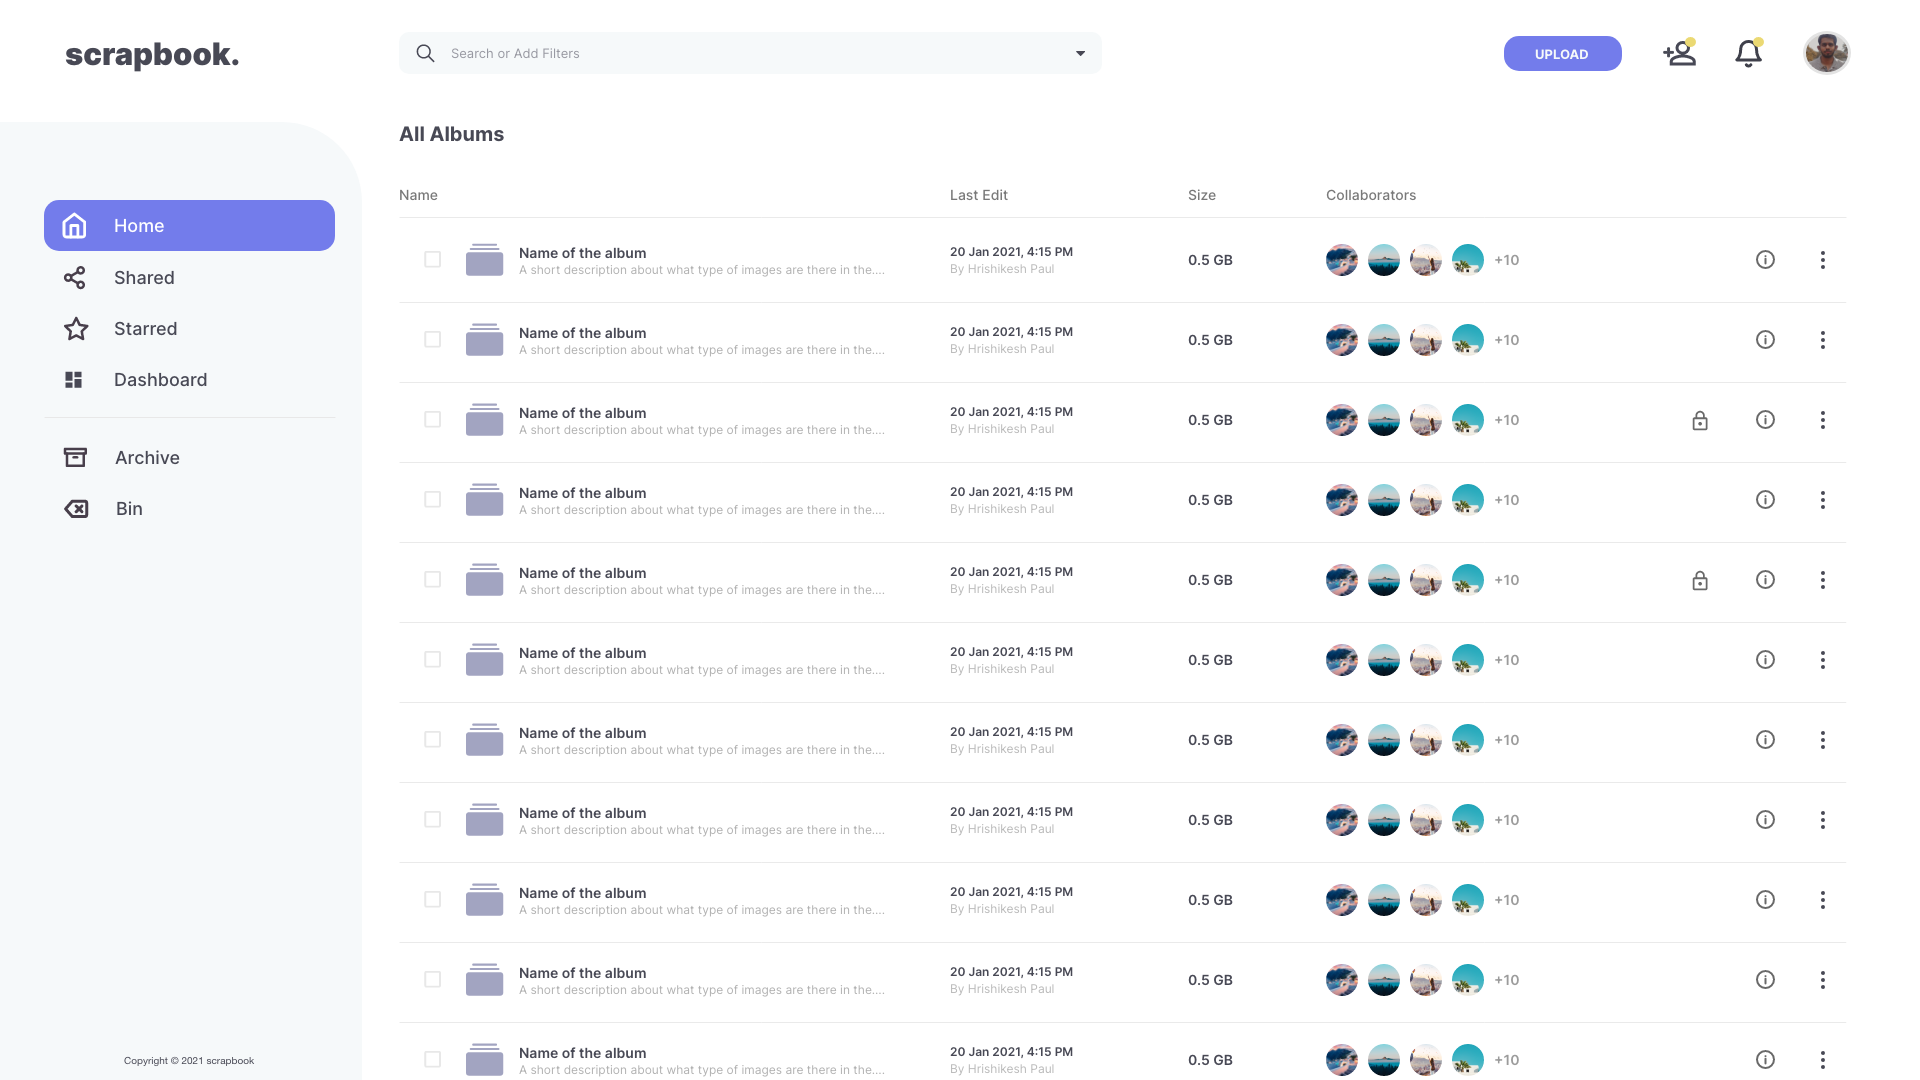 scrapbook.
Search or Add Filters
UPLOAD
All Albums
Home
Shared
Starred
Dashboard
Archive
Bin
Copyright © 2021 scrapbook
Name Last Edit Size Collaborators
Name of the album
A short description about what type of images are there in the....
20 Jan 2021, 4:15 PM
By Hrishikesh Paul
0.5 GB
+10
Name of the album
A short description about what type of images are there in the....
20 Jan 2021, 4:15 PM
By Hrishikesh Paul
0.5 GB
+10
Name of the album
A short description about what type of images are there in the....
20 Jan 2021, 4:15 PM
By Hrishikesh Paul
0.5 GB
+10
Name of the album
A short description about what type of images are there in the....
20 Jan 2021, 4:15 PM
By Hrishikesh Paul
0.5 GB
+10
Name of the album
A short description about what type of images are there in the....
20 Jan 2021, 4:15 PM
By Hrishikesh Paul
0.5 GB
+10
Name of the album
A short description about what type of images are there in the....
20 Jan 2021, 4:15 PM
By Hrishikesh Paul
0.5 GB
+10
Name of the album
A short description about what type of images are there in the....
20 Jan 2021, 4:15 PM
By Hrishikesh Paul
0.5 GB
+10
Name of the album
A short description about what type of images are there in the....
20 Jan 2021, 4:15 PM
By Hrishikesh Paul
0.5 GB
+10
Name of the album
A short description about what type of images are there in the....
20 Jan 2021, 4:15 PM
By Hrishikesh Paul
0.5 GB
+10
Name of the album
A short description about what type of images are there in the....
20 Jan 2021, 4:15 PM
By Hrishikesh Paul
0.5 GB
+10
Name of the album
A short description about what type of images are there in the....
20 Jan 2021, 4:15 PM
By Hrishikesh Paul
0.5 GB
+10